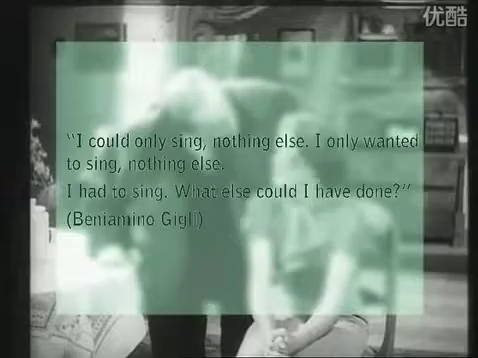 优酷
"I could only sing, nothing else. I only wanted
to sing, nothing else.
I had to sing. What else could I have done?"
(Beniamino Gigli)